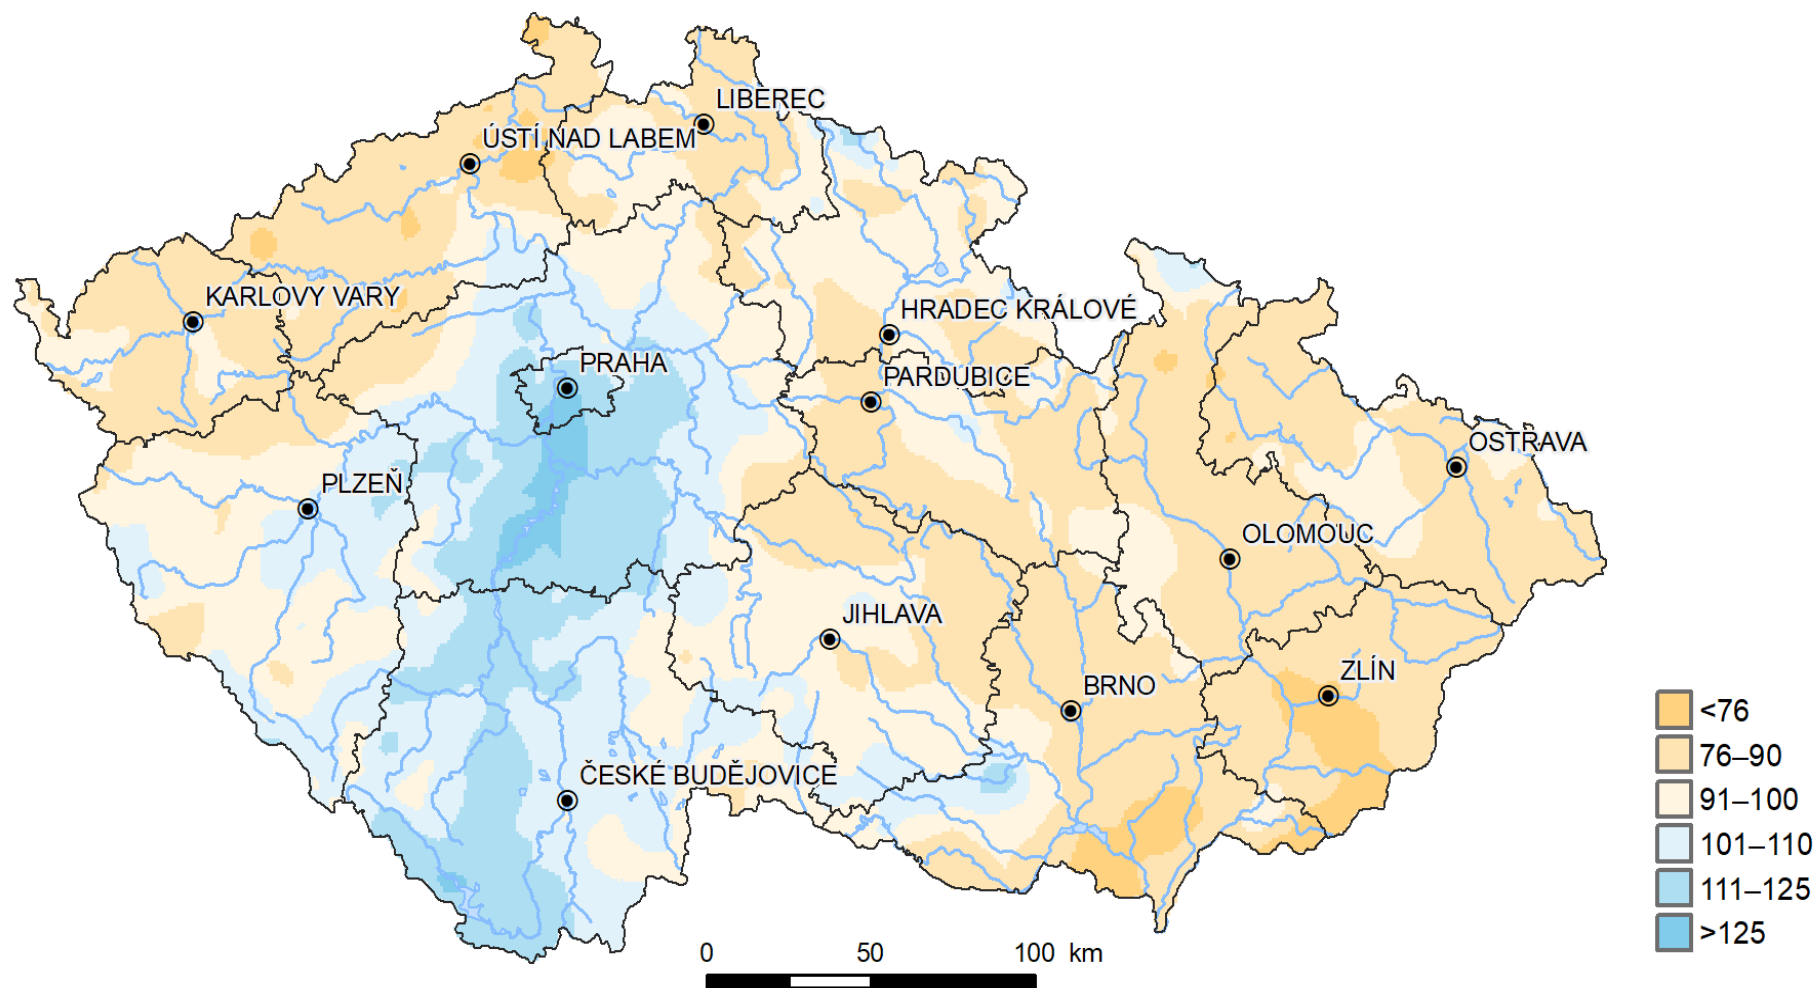 LIBEREC
ÚSTÍ NAD LABEM
KARLOVY VARY
HRADEC KRÁLOVÉ
PRAHA
PARDUBICE
OSTRAVA
PLZEŇ
OLOMOUC
JIHLAVA
ZLÍN
BRNO
ČESKÉ BUDĚJOVICE
<76
76–90
91–100
101–110
111–125
>125
0 50 100 km